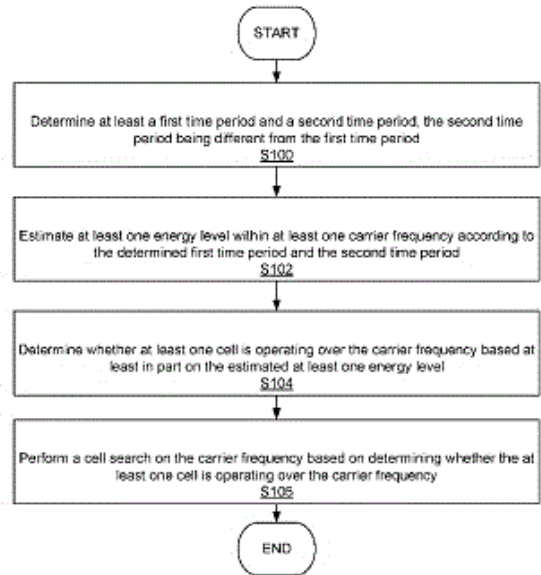 START
Determine at least a first time period and a second time period, the second time
period being different from the first time period
S100
Estimate at least one energy level within at least one carrier frequency according to
the determined first time period and the second time period
S102
Determine whether at least one cell is operating over the carrier frequency based at
least in part on the estimated at least one energy level
S104
Perform a cell search on the carrier frequency based on determining whether the at
least one cell is operating over the carrier frequency
S106
END